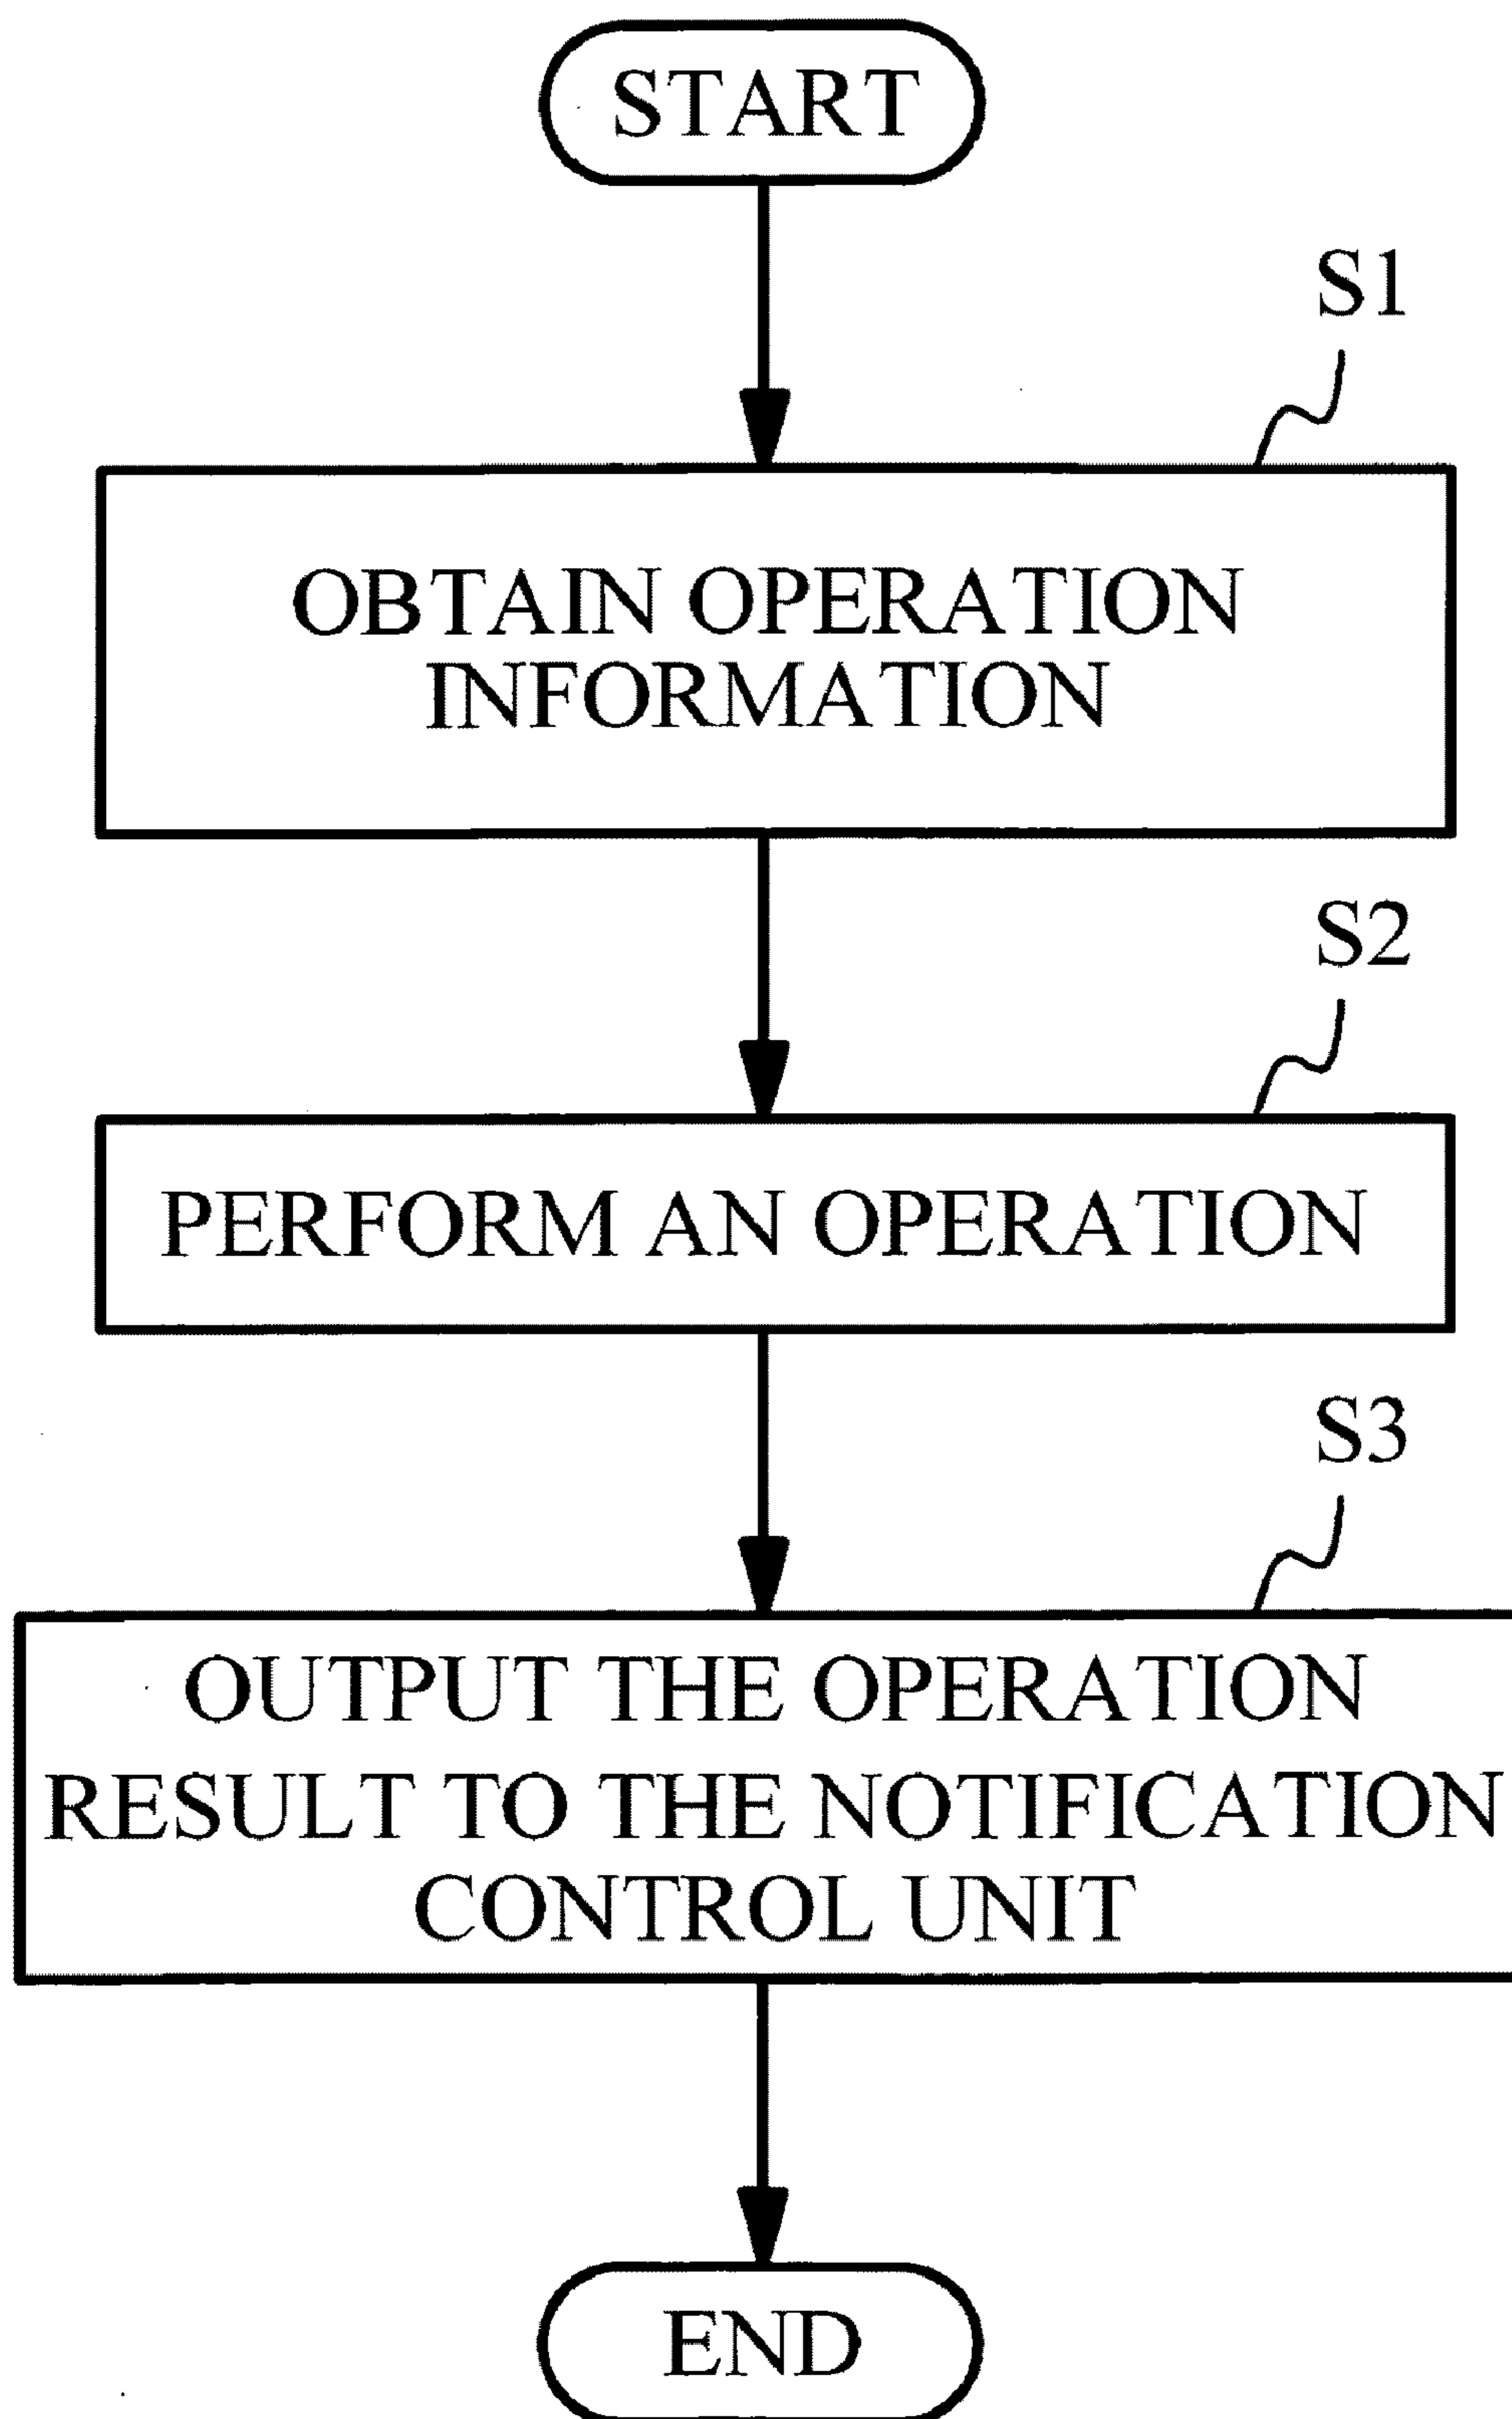 START
S1
OBTAIN OPERATION
INFORMATION
S2
PERFORM AN OPERATION
S3
OUTPUT THE OPERATION
RESULT TO THE NOTIFICATION
CONTROL UNIT
END